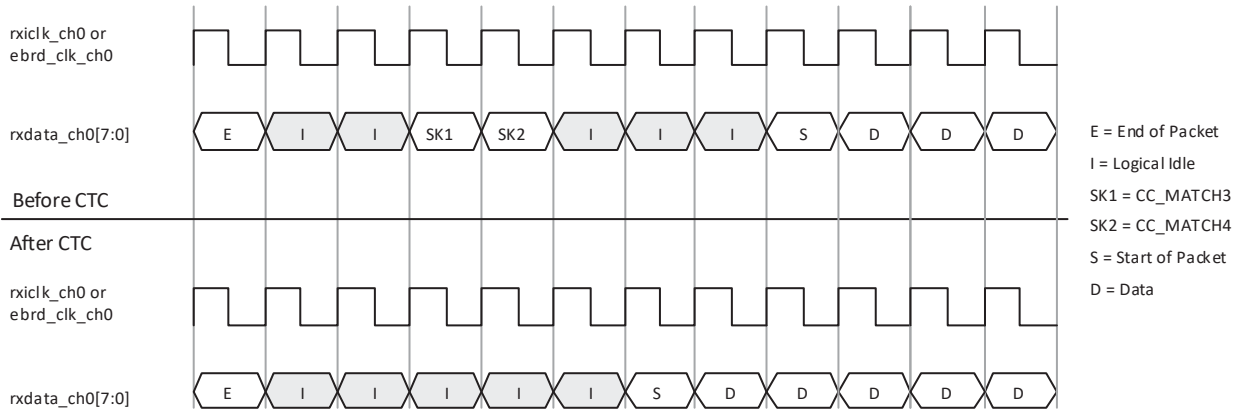 rxiclk_ch0 or
ebrd_clk_ch0
rxdata_ch0[7:0]
E I I SK1 SK2 I I I S D D D
Before CTC
After CTC
rxiclk_ch0 or
ebrd_clk_ch0
rxdata_ch0[7:0]
E I I I I I S D D D D D
E = End of Packet
I = Logical Idle
SK1 = CC_MATCH3
SK2 = CC_MATCH4
S = Start of Packet
D = Data